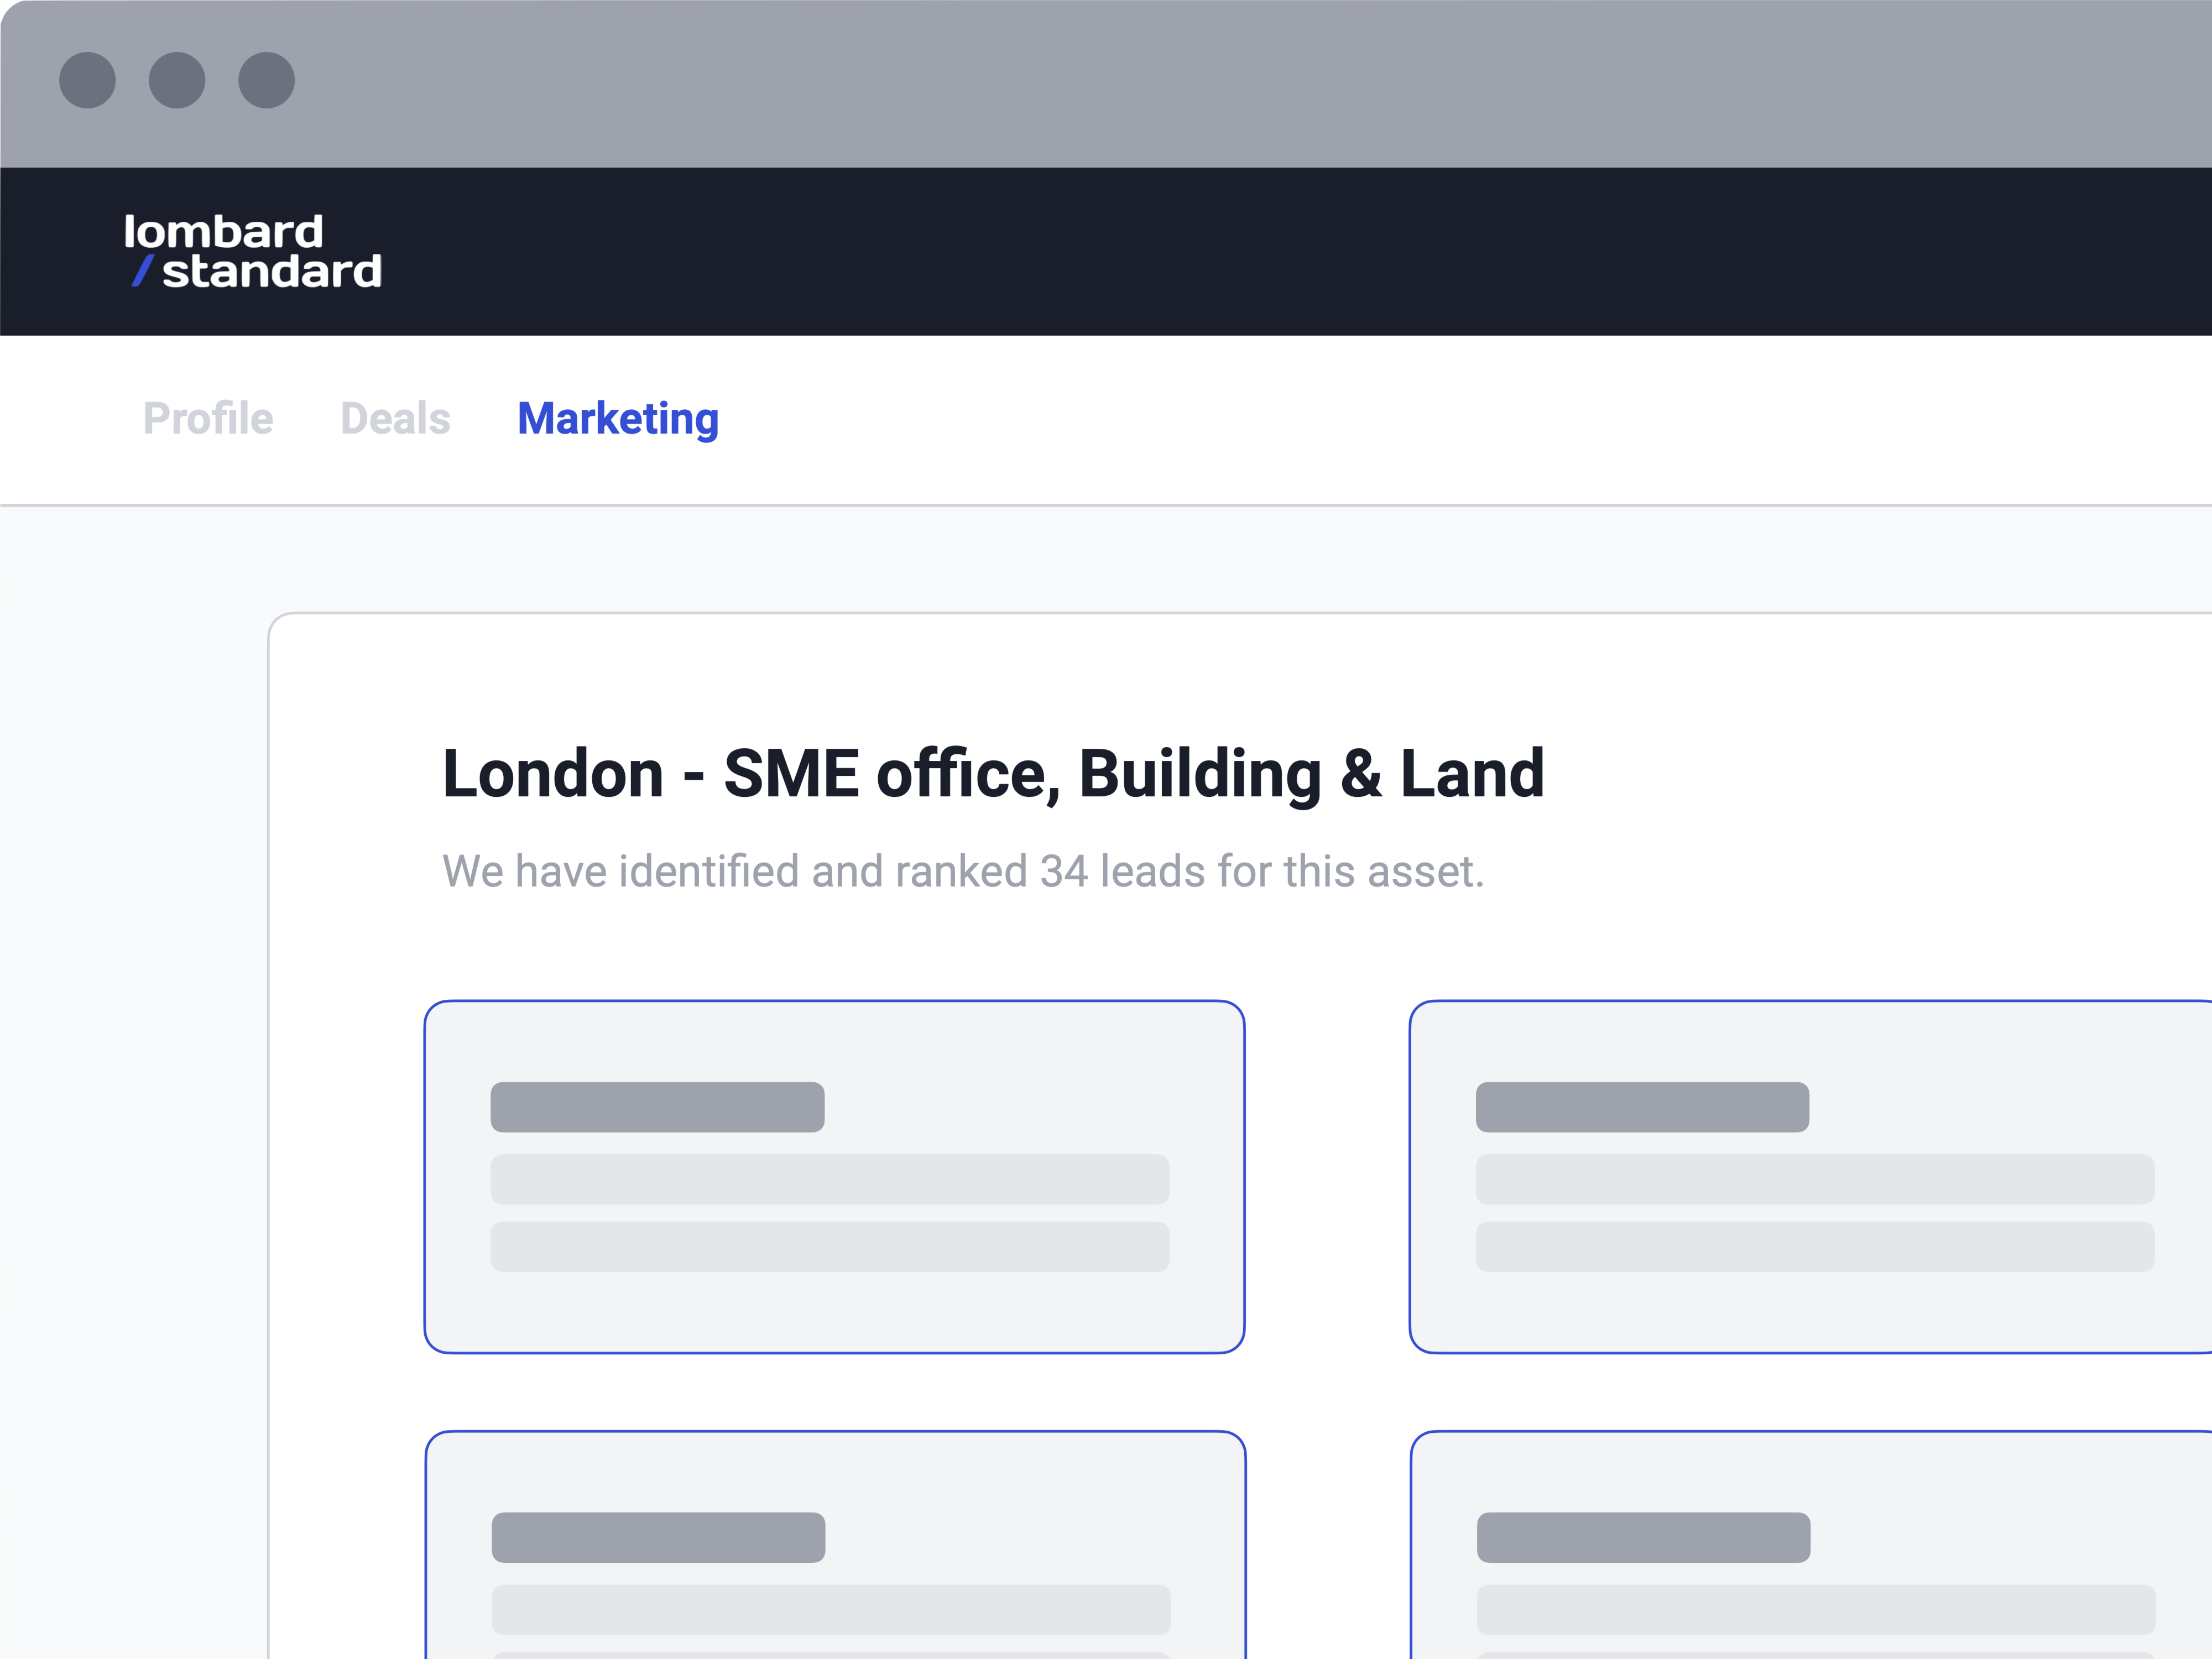 lombard
/standard
Profile Deals Marketing
London - SME office, Building & Land
We have identified and ranked 34 leads for this asset.